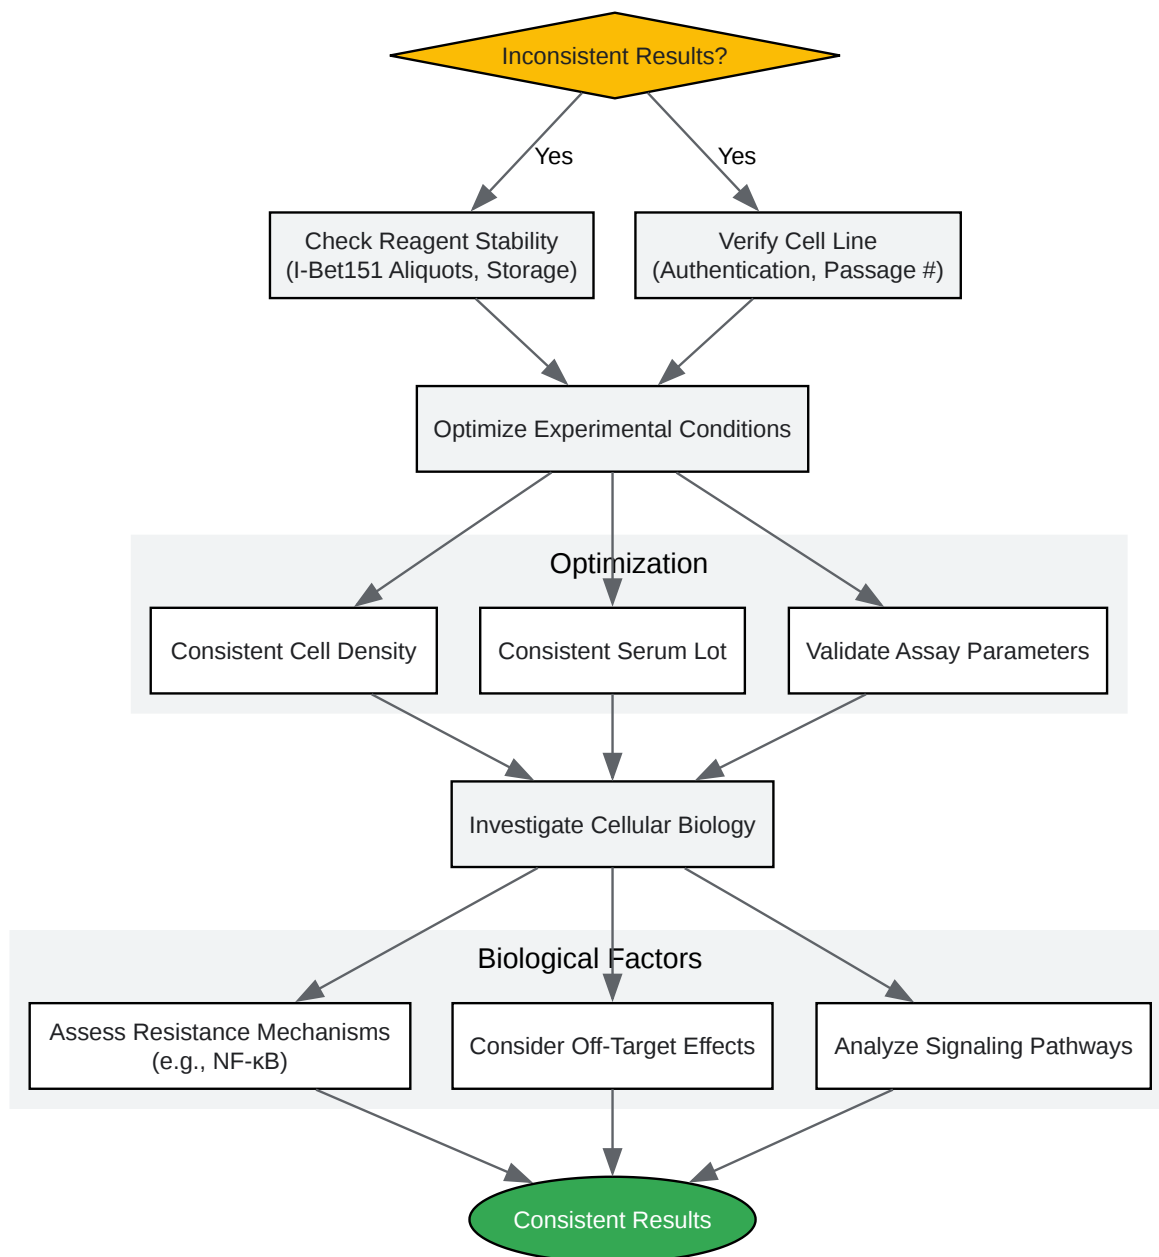 Inconsistent Results?
Yes
Yes
Check Reagent Stability
(I-Bet151 Aliquots, Storage)
Verify Cell Line
(Authentication, Passage #)
Optimize Experimental Conditions
Optimization
Consistent Cell Density
Consistent Serum Lot
Validate Assay Parameters
Investigate Cellular Biology
Biological Factors
Assess Resistance Mechanisms
(e.g., NF-κB)
Consider Off-Target Effects
Analyze Signaling Pathways
Consistent Results